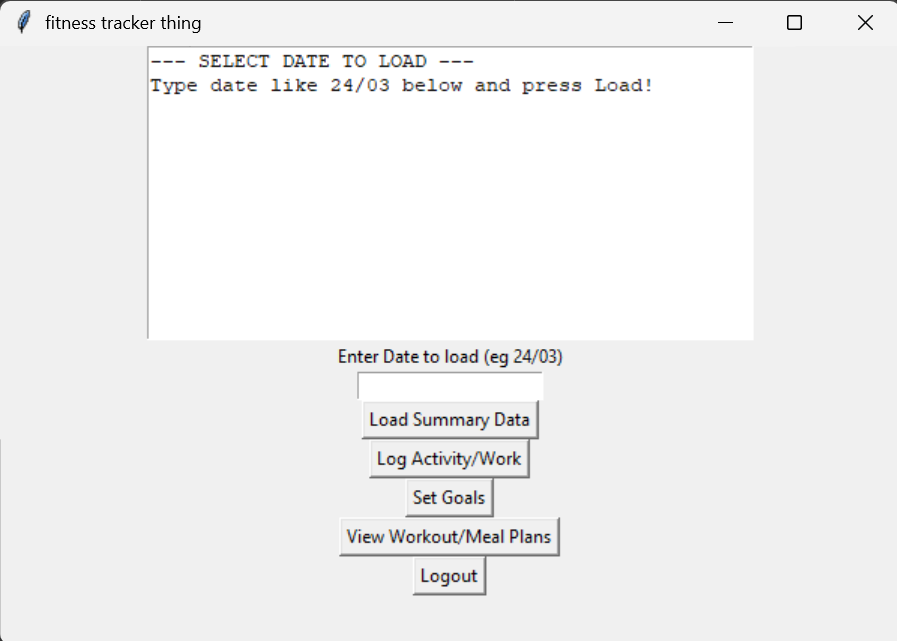 fitness tracker thing
--- SELECT DATE TO LOAD ---
Type date like 24/03 below and press Load!
Enter Date to load (eg 24/03)
Load Summary Data
Log Activity/Work
Set Goals
View Workout/Meal Plans
Logout